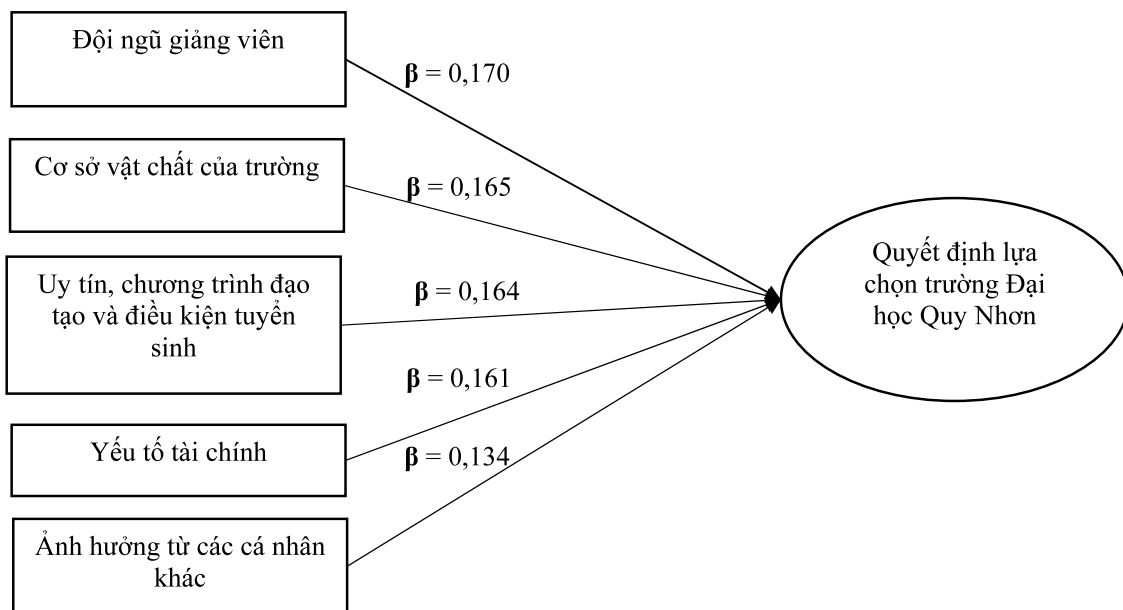 Đội ngũ giảng viên
β = 0,170
Cơ sở vật chất của trường
β = 0,165
Uy tín, chương trình đạo
tạo và điều kiện tuyển
sinh
β = 0,164
Quyết định lựa
chọn trường Đại
học Quy Nhơn
β = 0,161
Yếu tố tài chính
β = 0,134
Ảnh hưởng từ các cá nhân
khác